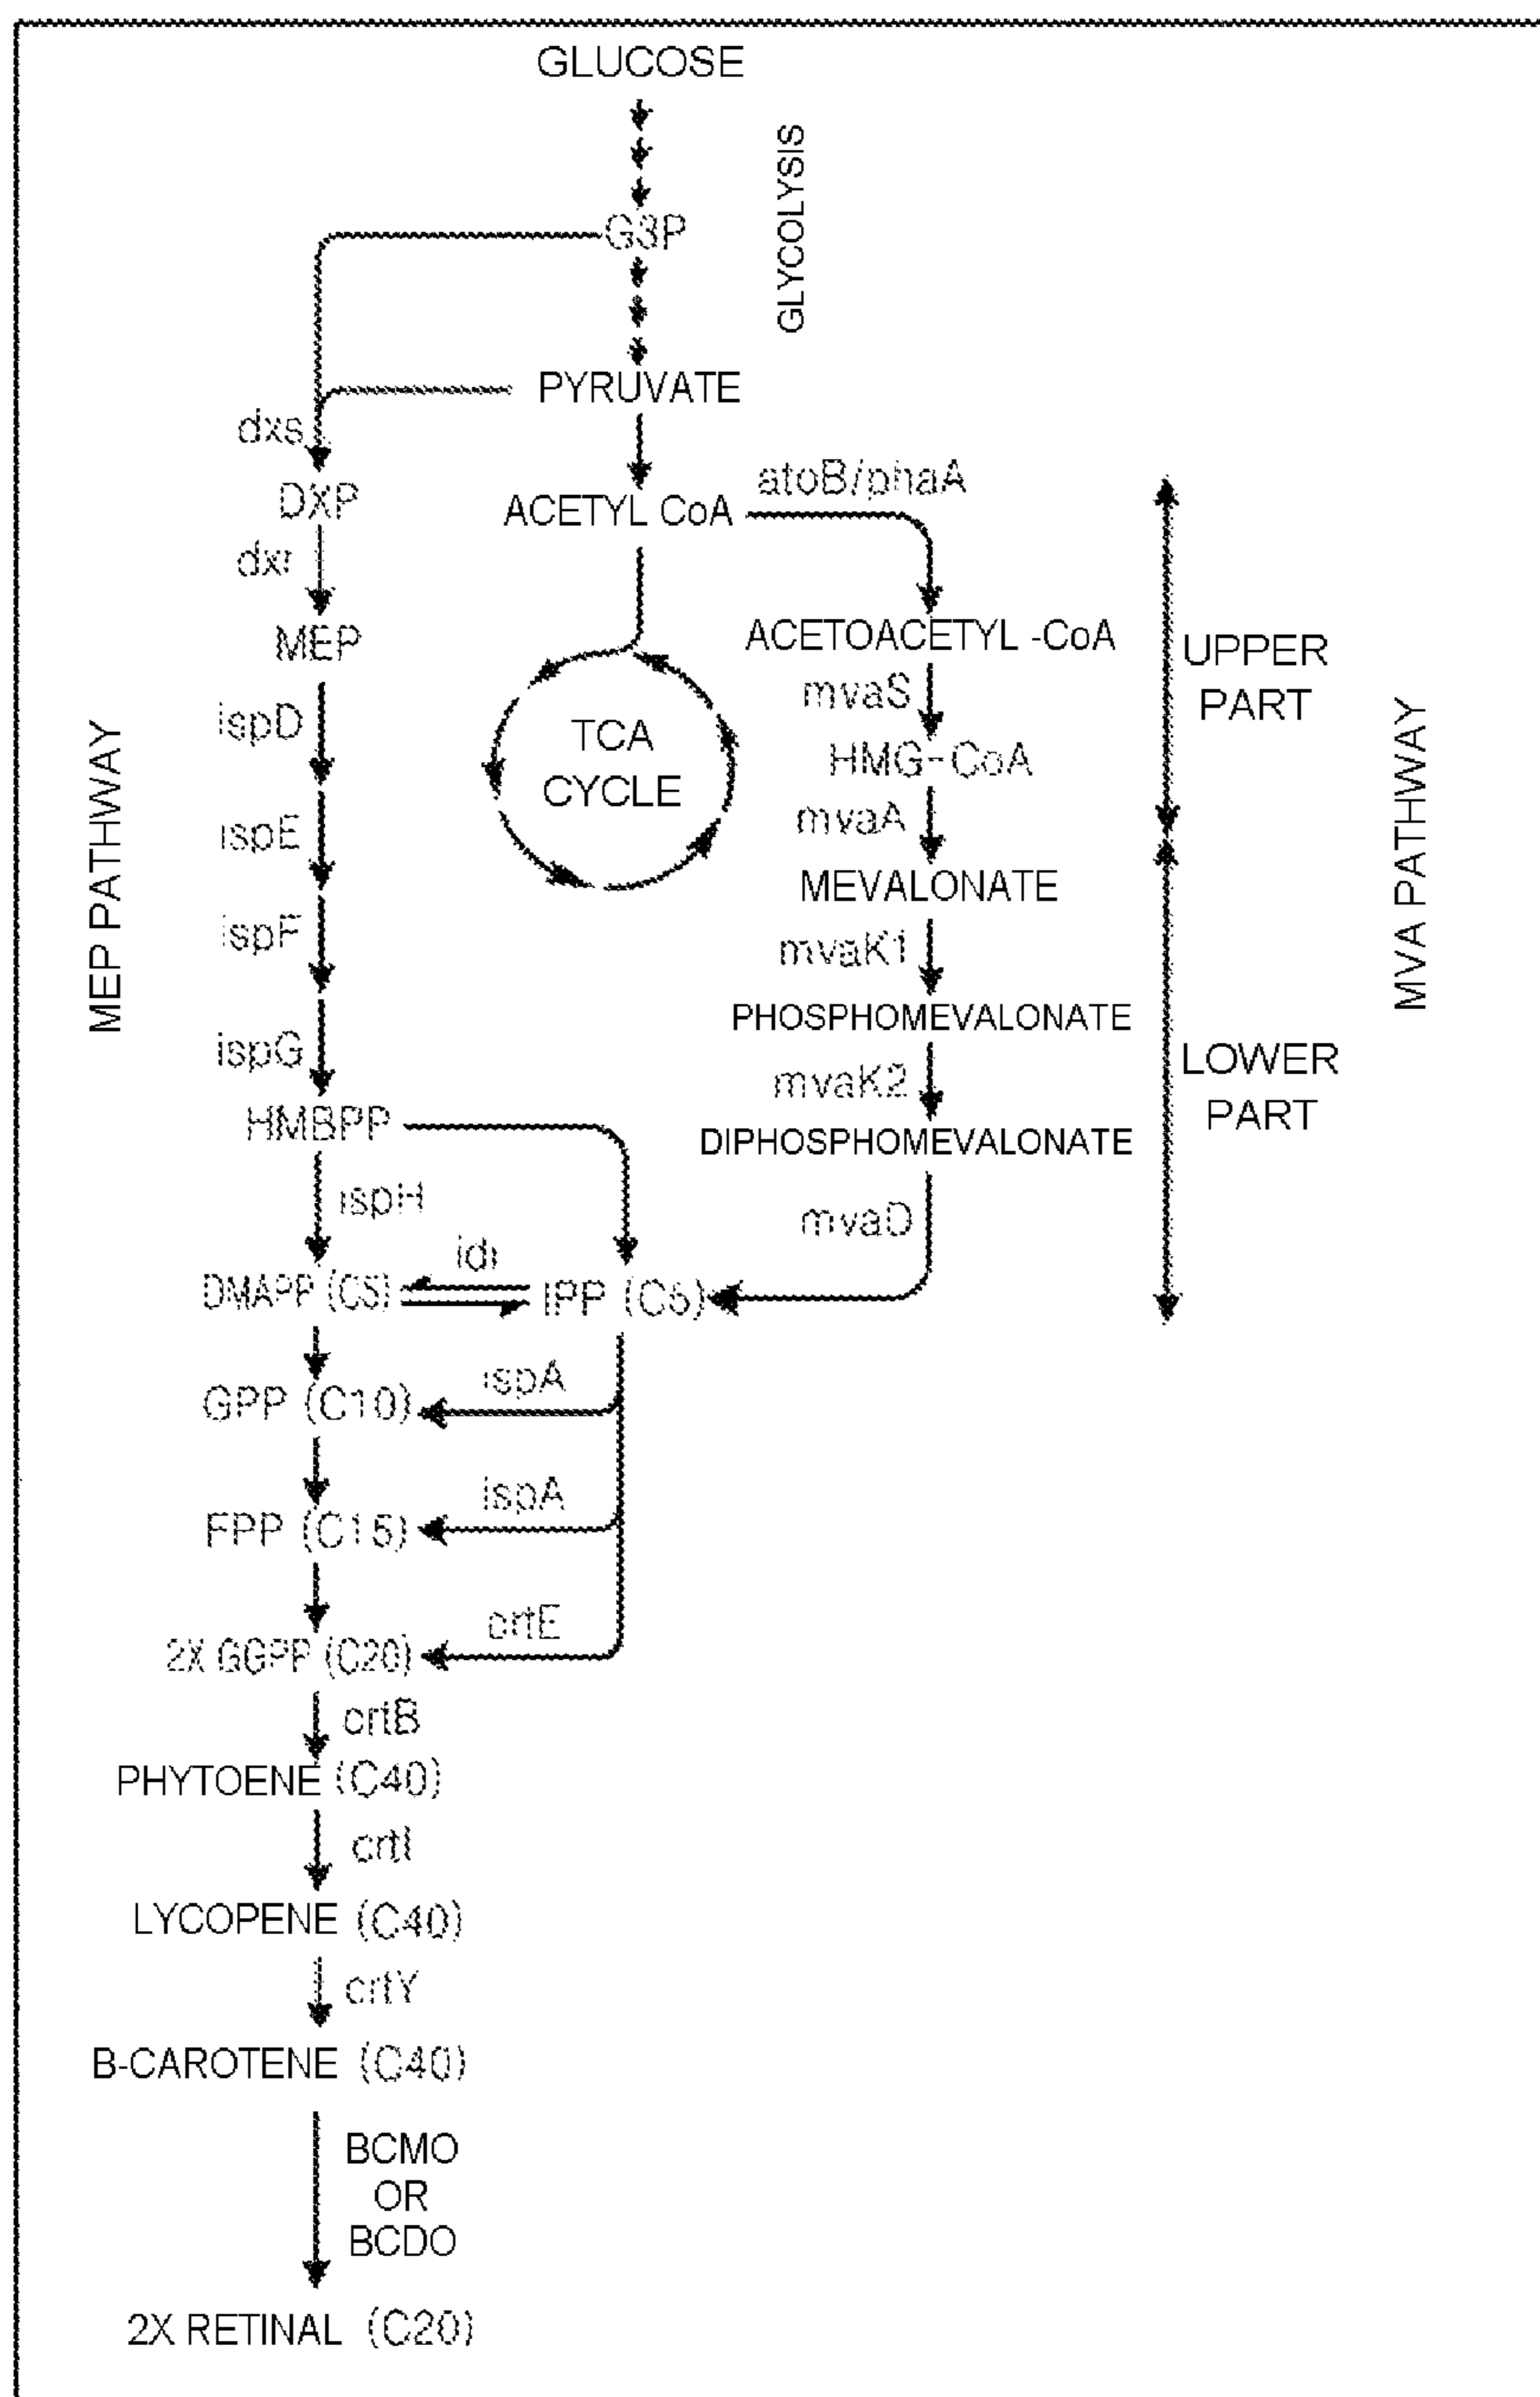 GLUCOSE
GLYCOLYSIS
G3P
PYRUVATE
dxs
DXP
ACETYL CoA
atoB/phaA
dxr
MEP
ACETOACETYL -CoA
UPPER
PART
mvaS
ispD
TCA
CYCLE
HMG-CoA
MEP PATHWAY
MVA PATHWAY
ispE
mvaA
MEVALONATE
ispF
mvaK1
PHOSPHOMEVALONATE
ispG
mvaK2
LOWER
PART
HMBPP
DIPHOSPHOMEVALONATE
ispH
mvaD
idi
DMAPP (C5)
IPP (C5)
ispA
GPP (C10)
ispA
FPP (C15)
crtE
2X GGPP (C20)
crtB
PHYTOENE (C40)
crtI
LYCOPENE (C40)
crtY
B-CAROTENE (C40)
BCMO
OR
BCDO
2X RETINAL (C20)